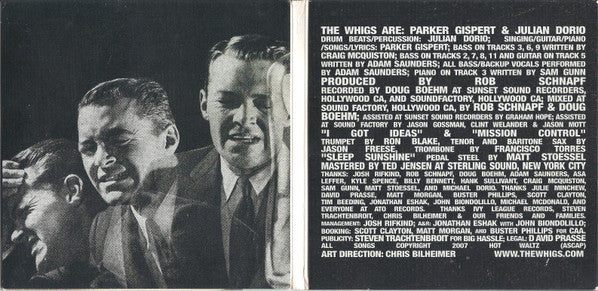 THE WHIGS ARE: PARKER GISPERT & JULIAN DORIO
DRUM BEATS/PERCUSSION: JULIAN DORIO; SINGING/GUITAR/PIANO
/SONGS/LYRICS: PARKER GISPERT; BASS ON TRACKS 3, 6, 9 WRITTEN BY
CRAIG MCQUISTON; BASS ON TRACKS 2, 7, 8, 11 AND GUITAR ON TRACK 5
WRITTEN BY ADAM SAUNDERS; ALL BASS/BACKUP VOCALS PERFORMED
BY ADAM SAUNDERS; PIANO ON TRACK 3 WRITTEN BY SAM GUNN
PRODUCED BY ROB SCHNAPF
RECORDED BY DOUG BOEHM AT SUNSET SOUND RECORDERS,
HOLLYWOOD CA, AND SOUNDFACTORY, HOLLYWOOD CA; MIXED AT
SOUND FACTORY, HOLLYWOOD CA, BY ROB SCHNAPF & DOUG
BOEHM; ASSISTED AT SUNSET SOUND RECORDERS BY GRAHAM HOPE; ASSISTED
AT SOUND FACTORY BY JASON GOSSMAN, CLINT WELANDER & JASON MOTT
"I GOT IDEAS" & "MISSION CONTROL"
TRUMPET BY RON BLAKE, TENOR AND BARITONE SAX BY
JASON FREESE, TROMBONE BY FRANCISCO TORRES
"SLEEP SUNSHINE" PEDAL STEEL BY MATT STOESSEL
MASTERED BY TED JENSEN AT STERLING SOUND, NEW YORK CITY
THANKS: JOSH RIFKIND, ROB SCHNAPF, DOUG BOEHM, ADAM SAUNDERS, ASA
LEFFER, KYLE SPENCE, BILLY BENNETT, HANK SULLIVANT, CRAIG MCQUISTON,
SAM GUNN, MATT STOESSEL, AND MICHAEL DORIO. THANKS JULIE MINCHEW,
DAVID PRASSE, MATT MORGAN, BUSTER PHILLIPS, SCOTT CLAYTON,
TIM BEEDING, JONATHAN ESHAK, JOHN BIONDOLILLO, MICHAEL MCDONALD, AND
EVERYONE AT ATO RECORDS. THANKS IVY LEAGUE RECORDS, STEVEN
TRACHTENBROIT, CHRIS BILHEIMER & OUR FRIENDS AND FAMILIES.
MANAGEMENT: JOSH RIFKIND; A&R: JONATHAN ESHAK WITH JOHN BIONDOLILLO;
BOOKING: SCOTT CLAYTON, MATT MORGAN, AND BUSTER PHILLIPS FOR CAA.
PUBLICITY: STEVEN TRACHTENBROIT FOR BIG HASSLE; LEGAL: DAVID PRASSE
ALL SONGS COPYRIGHT 2007 HOT WALTZ (ASCAP)
ART DIRECTION: CHRIS BILHEIMER WWW.THEWHIGS.COM